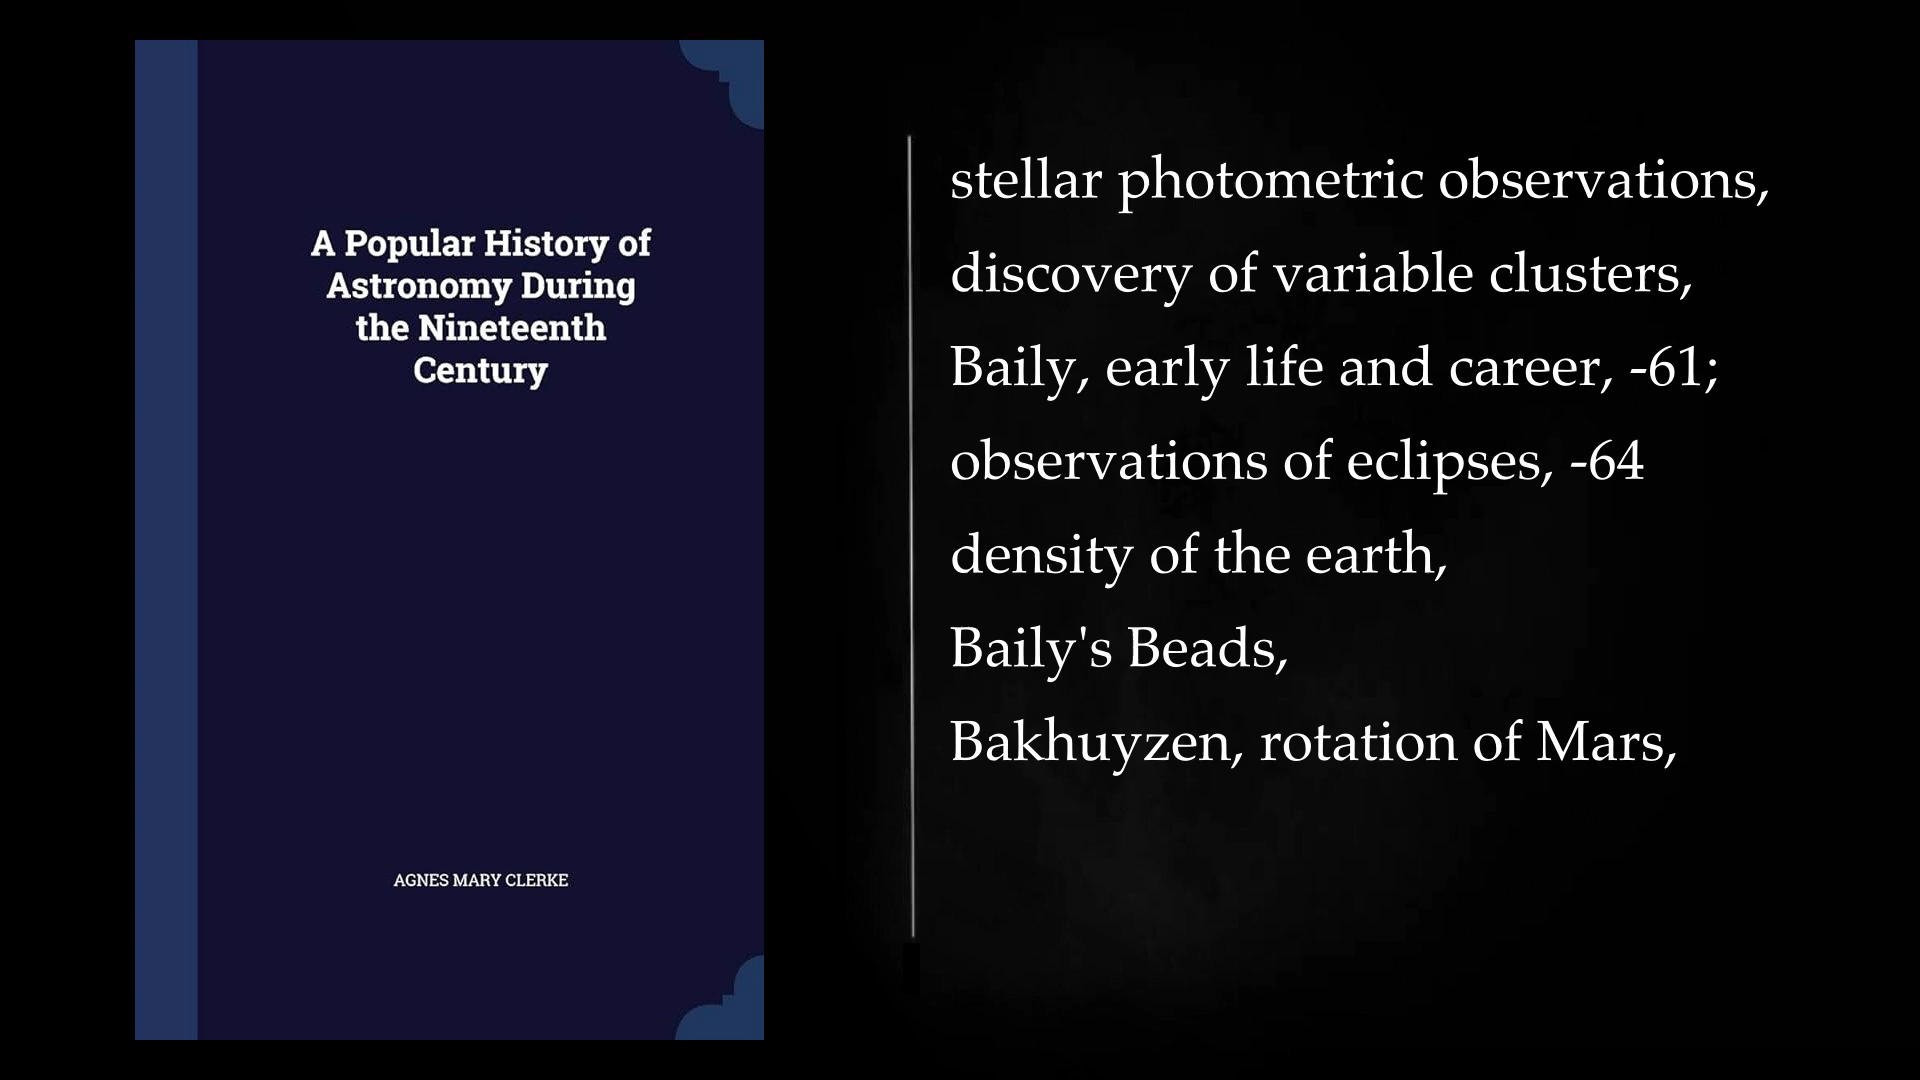 A Popular History of
Astronomy During
the Nineteenth
Century
AGNES MARY CLERKE
stellar photometric observations,
discovery of variable clusters,
Baily, early life and career, -61;
observations of eclipses, -64
density of the earth,
Baily's Beads,
Bakhuyzen, rotation of Mars,